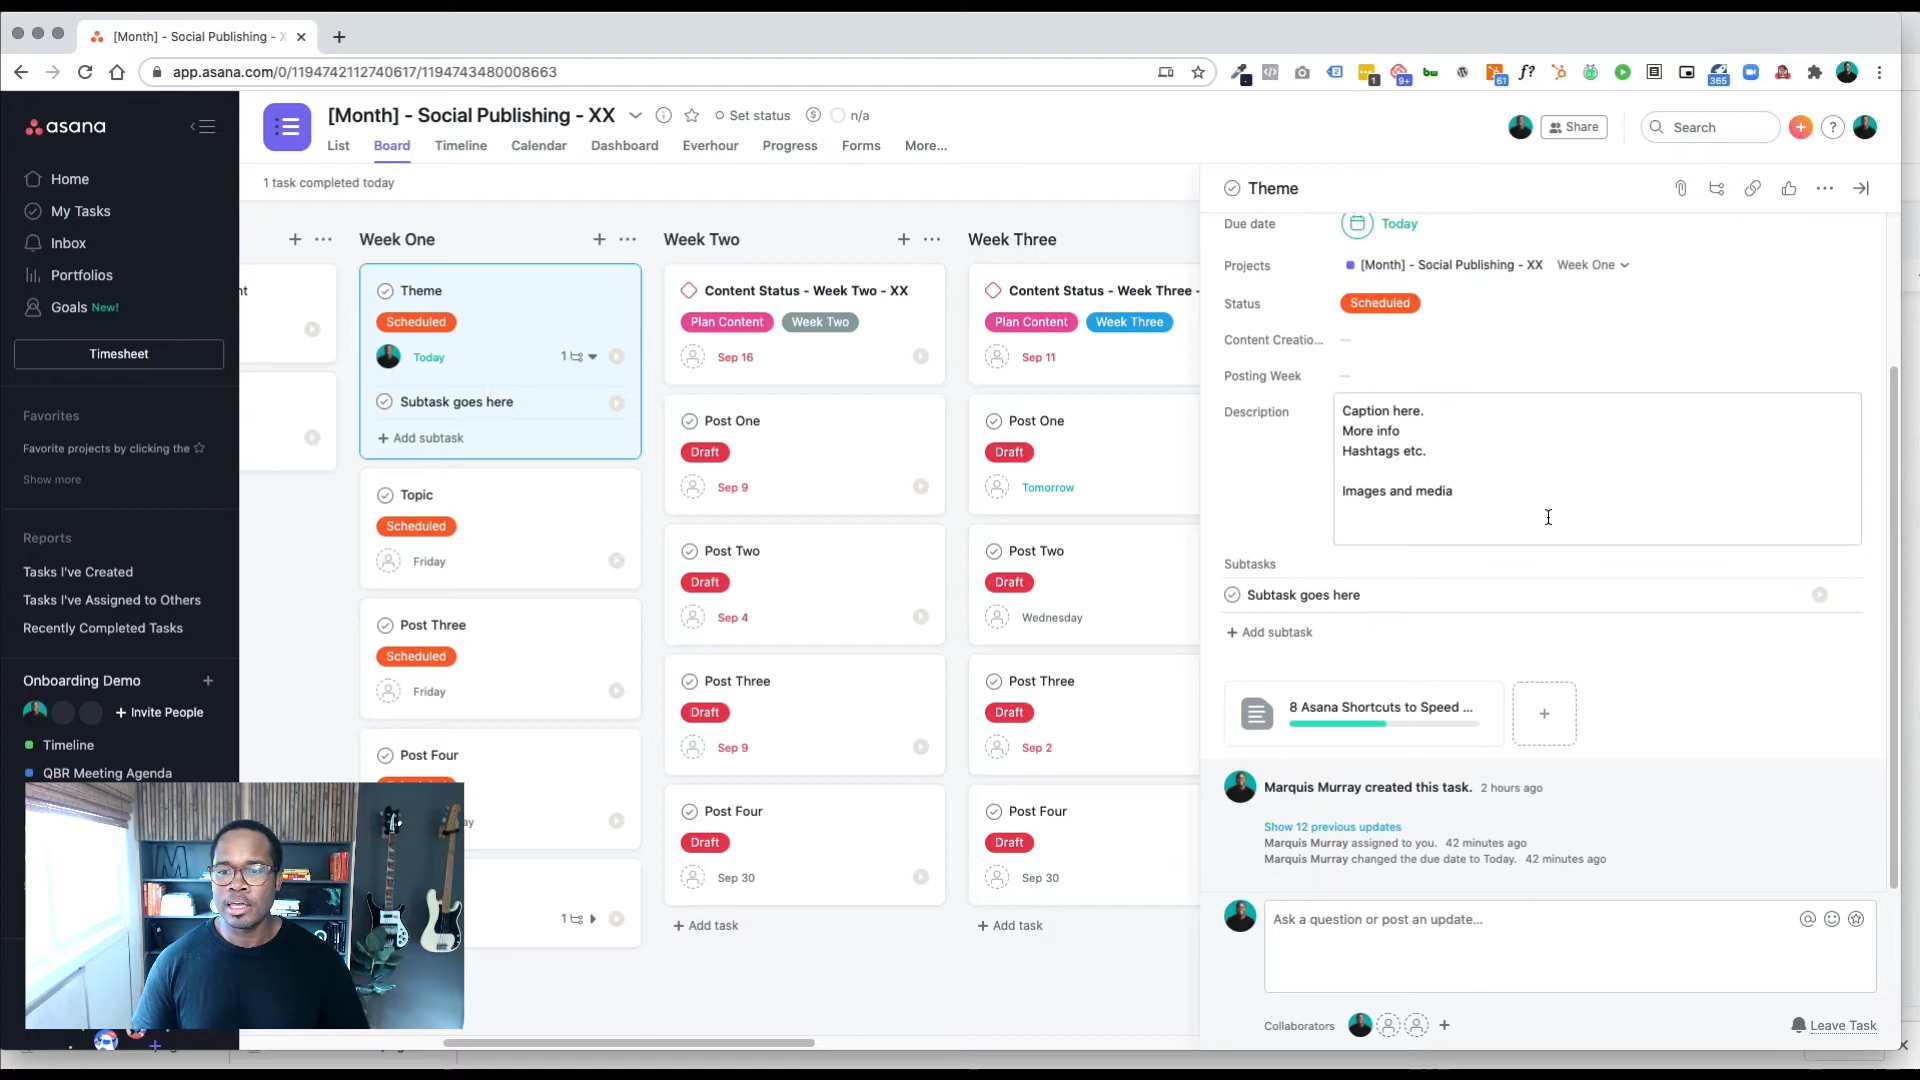 [Month] - Social Publishing - X
app.asana.com/0/1194742112740617/1194743480008663
1
9+
bw
61
f?
365
asana
Home
My Tasks
Inbox
Portfolios
Goals New!
Timesheet
Favorites
Favorite projects by clicking the
Show more
Reports
Tasks I've Created
Tasks I've Assigned to Others
Recently Completed Tasks
Onboarding Demo
Invite People
Timeline
QBR Meeting Agenda
[Month] - Social Publishing - XX
Set status
n/a
Share
Search
?
List Board Timeline Calendar Dashboard Everhour Progress Forms More...
1 task completed today
nt
Week One
Theme
Scheduled
Today
1
Subtask goes here
+ Add subtask
Topic
Scheduled
Friday
Post Three
Scheduled
Friday
Post Four
ay
1
Week Two
Content Status - Week Two - XX
Plan Content Week Two
Sep 16
Post One
Draft
Sep 9
Post Two
Draft
Sep 4
Post Three
Draft
Sep 9
Post Four
Draft
Sep 30
+ Add task
Week Three
Content Status - Week Three -
Plan Content Week Three
Sep 11
Post One
Draft
Tomorrow
Post Two
Draft
Wednesday
Post Three
Draft
Sep 2
Post Four
Draft
Sep 30
+ Add task
Theme
Due date Today
Projects [Month] - Social Publishing - XX Week One
Status Scheduled
Content Creatio... —
Posting Week —
Description
Caption here.
More info
Hashtags etc.
Images and media
Subtasks
Subtask goes here
+ Add subtask
8 Asana Shortcuts to Speed ...
Marquis Murray created this task. 2 hours ago
Show 12 previous updates
Marquis Murray assigned to you. 42 minutes ago
Marquis Murray changed the due date to Today. 42 minutes ago
Ask a question or post an update...
Collaborators
Leave Task